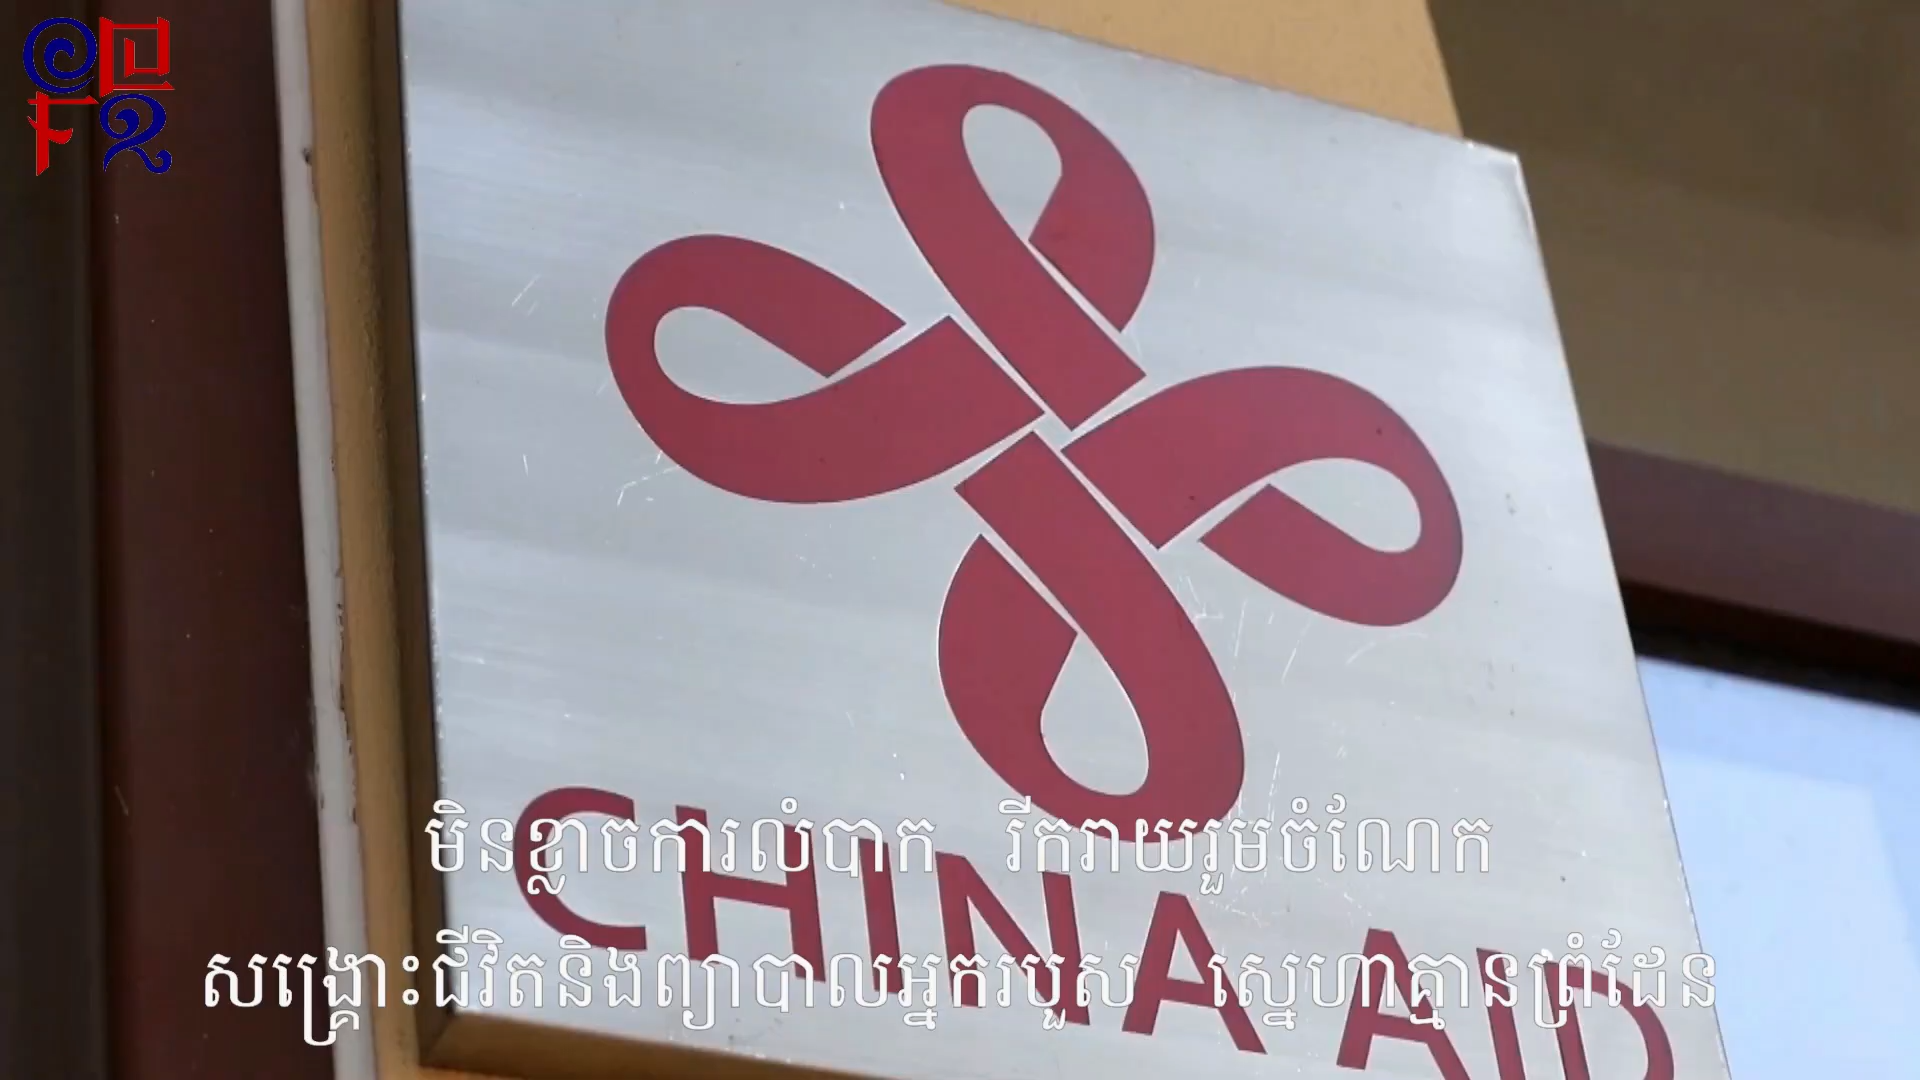 CHINA AID
មិនខ្លាចការលំបាក រីករាយរួមចំណែក
សង្គ្រោះជីវិតនិងព្យាបាលអ្នករបួស ស្នេហាគ្មានព្រំដែន